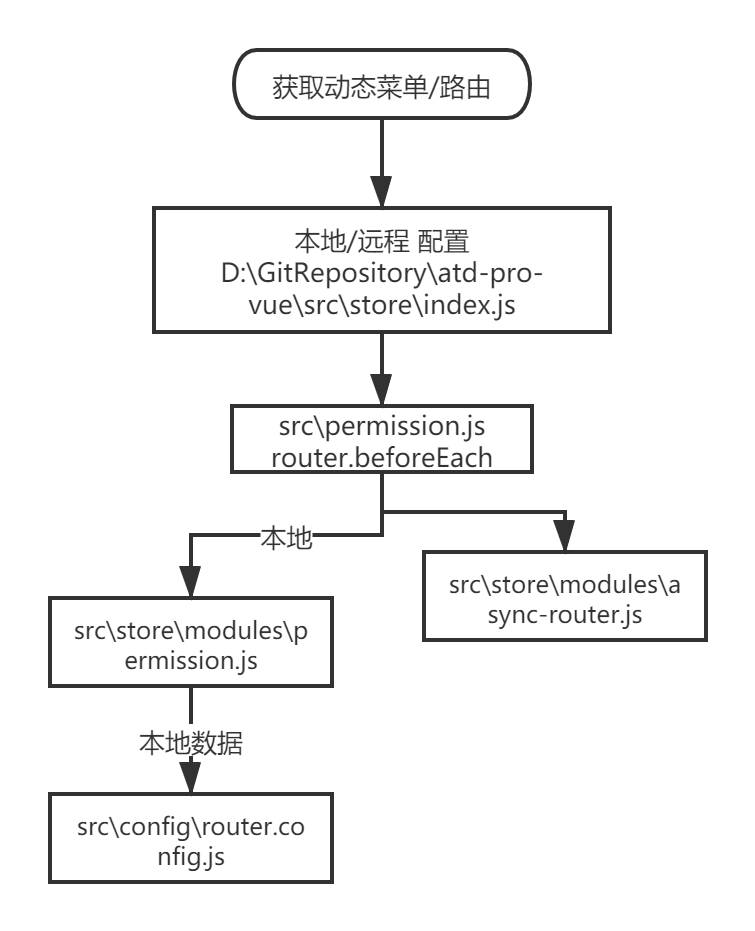 获取动态菜单/路由
本地/远程 配置
D:\GitRepository\atd-pro-
vue\src\store\index.js
src\permission.js
router.beforeEach
本地
src\store\modules\a
sync-router.js
src\store\modules\p
ermission.js
本地数据
src\config\router.co
nfig.js